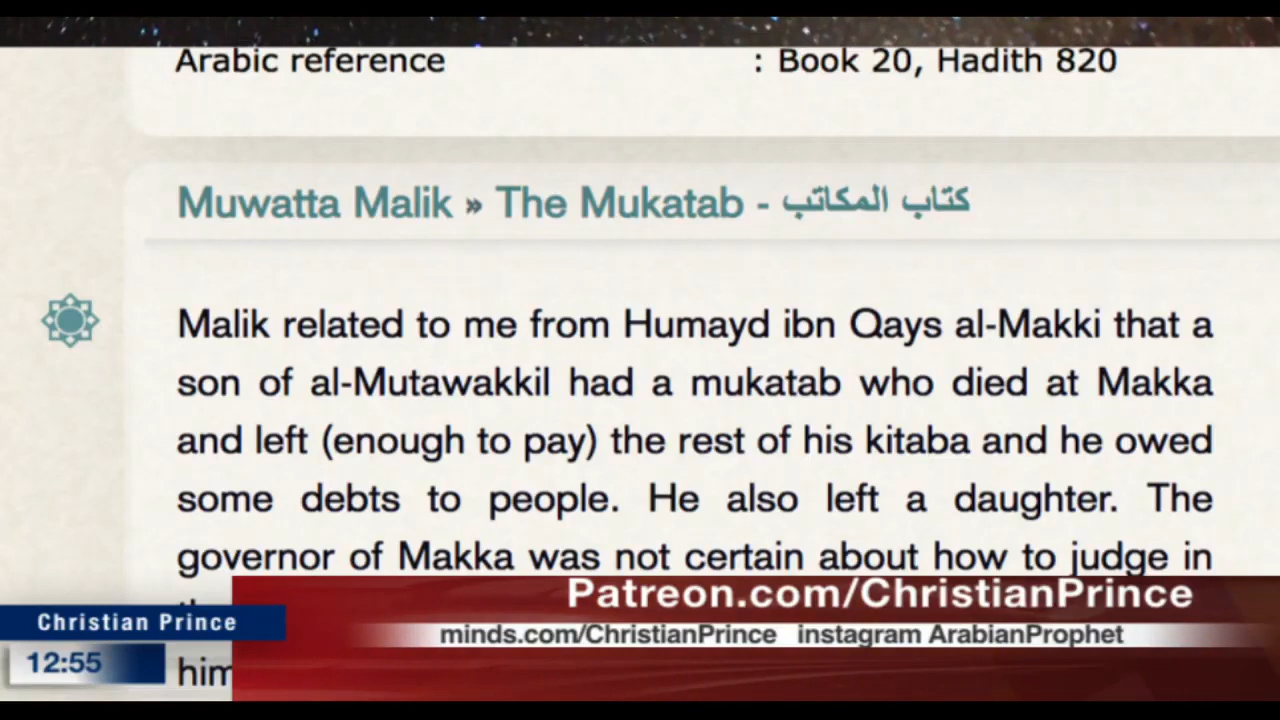 Arabic reference : Book 20, Hadith 820
Muwatta Malik » The Mukatab - كتاب المكاتب
Malik related to me from Humayd ibn Qays al-Makki that a
son of al-Mutawakkil had a mukatab who died at Makka
and left (enough to pay) the rest of his kitaba and he owed
some debts to people. He also left a daughter. The
governor of Makka was not certain about how to judge in
him
Patreon.com/ChristianPrince
Christian Prince
minds.com/ChristianPrince instagram ArabianProphet
12:55